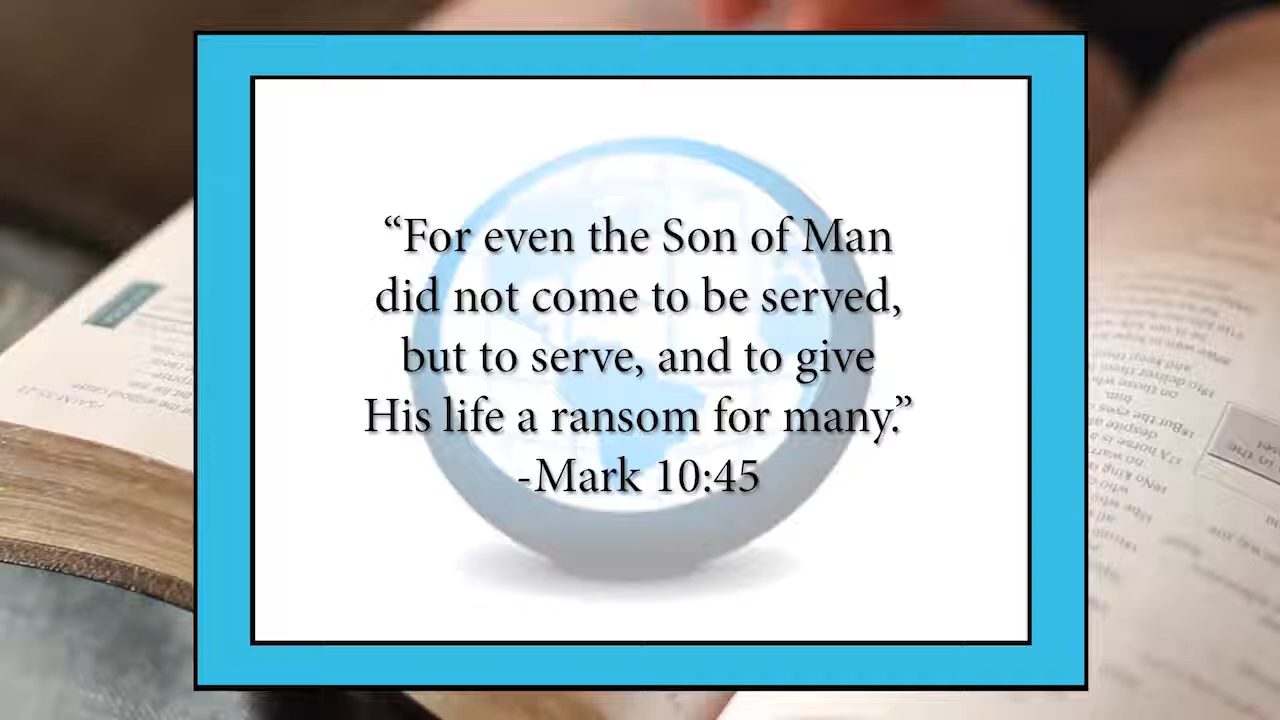 “For even the Son of Man
did not come to be served,
but to serve, and to give
His life a ransom for many.”
-Mark 10:45